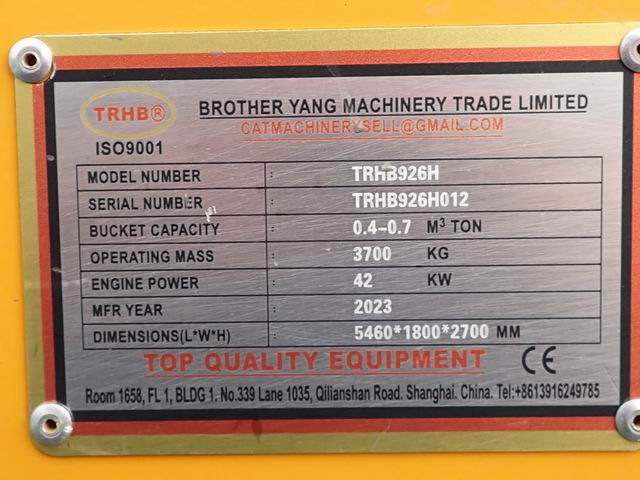 TRHB®
BROTHER YANG MACHINERY TRADE LIMITED
CATMACHINERYSELL@GMAIL.COM
ISO9001
MODEL NUMBER : TRHB926H
SERIAL NUMBER : TRHB926H012
BUCKET CAPACITY : 0.4-0.7 M³ TON
OPERATING MASS : 3700 KG
ENGINE POWER : 42 KW
MFR YEAR : 2023
DIMENSIONS(L*W*H) : 5460*1800*2700 MM
TOP QUALITY EQUIPMENT CE
Room 1658, FL 1, BLDG 1. No.339 Lane 1035, Qilianshan Road. Shanghai. China. Tel:+8613916249785